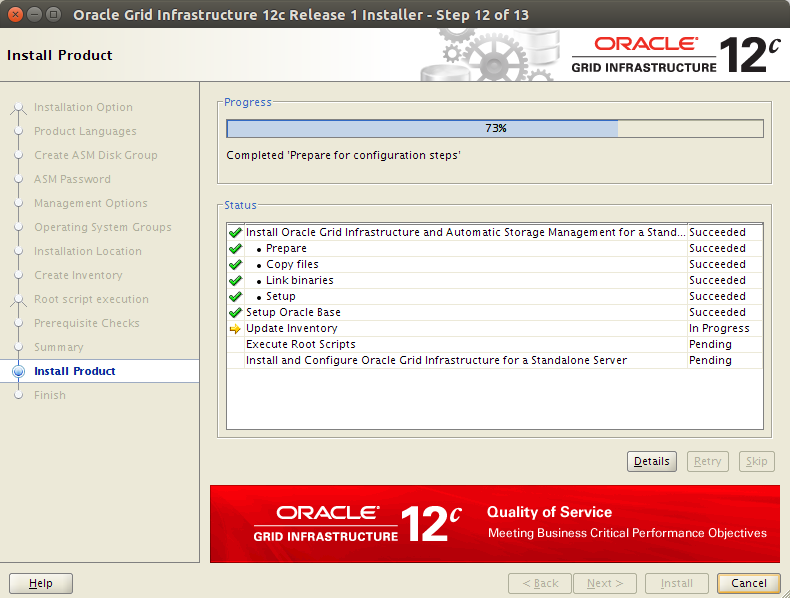 Oracle Grid Infrastructure 12c Release 1 Installer - Step 12 of 13
Install Product
ORACLE
GRID INFRASTRUCTURE
12c
Installation Option
Product Languages
Create ASM Disk Group
ASM Password
Management Options
Operating System Groups
Installation Location
Create Inventory
Root script execution
Prerequisite Checks
Summary
Install Product
Finish
Progress
73%
Completed 'Prepare for configuration steps'
Status
Install Oracle Grid Infrastructure and Automatic Storage Management for a Stand... Succeeded
• Prepare Succeeded
• Copy files Succeeded
• Link binaries Succeeded
• Setup Succeeded
Setup Oracle Base Succeeded
Update Inventory In Progress
Execute Root Scripts Pending
Install and Configure Oracle Grid Infrastructure for a Standalone Server Pending
Details Retry Skip
ORACLE
GRID INFRASTRUCTURE
12c
Quality of Service
Meeting Business Critical Performance Objectives
Help < Back Next > Install Cancel